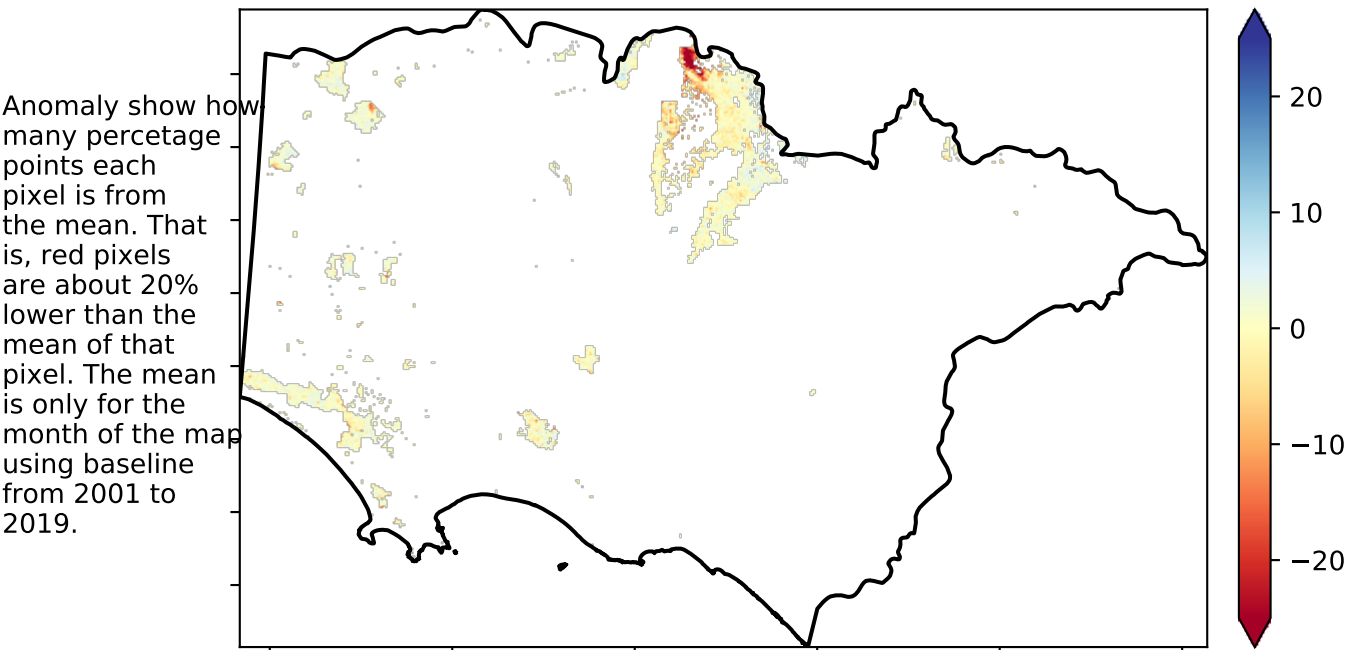 Anomaly show how
many percetage
points each
pixel is from
the mean. That
is, red pixels
are about 20%
lower than the
mean of that
pixel. The mean
is only for the
month of the map
using baseline
from 2001 to
2019.
20
10
0
−10
−20